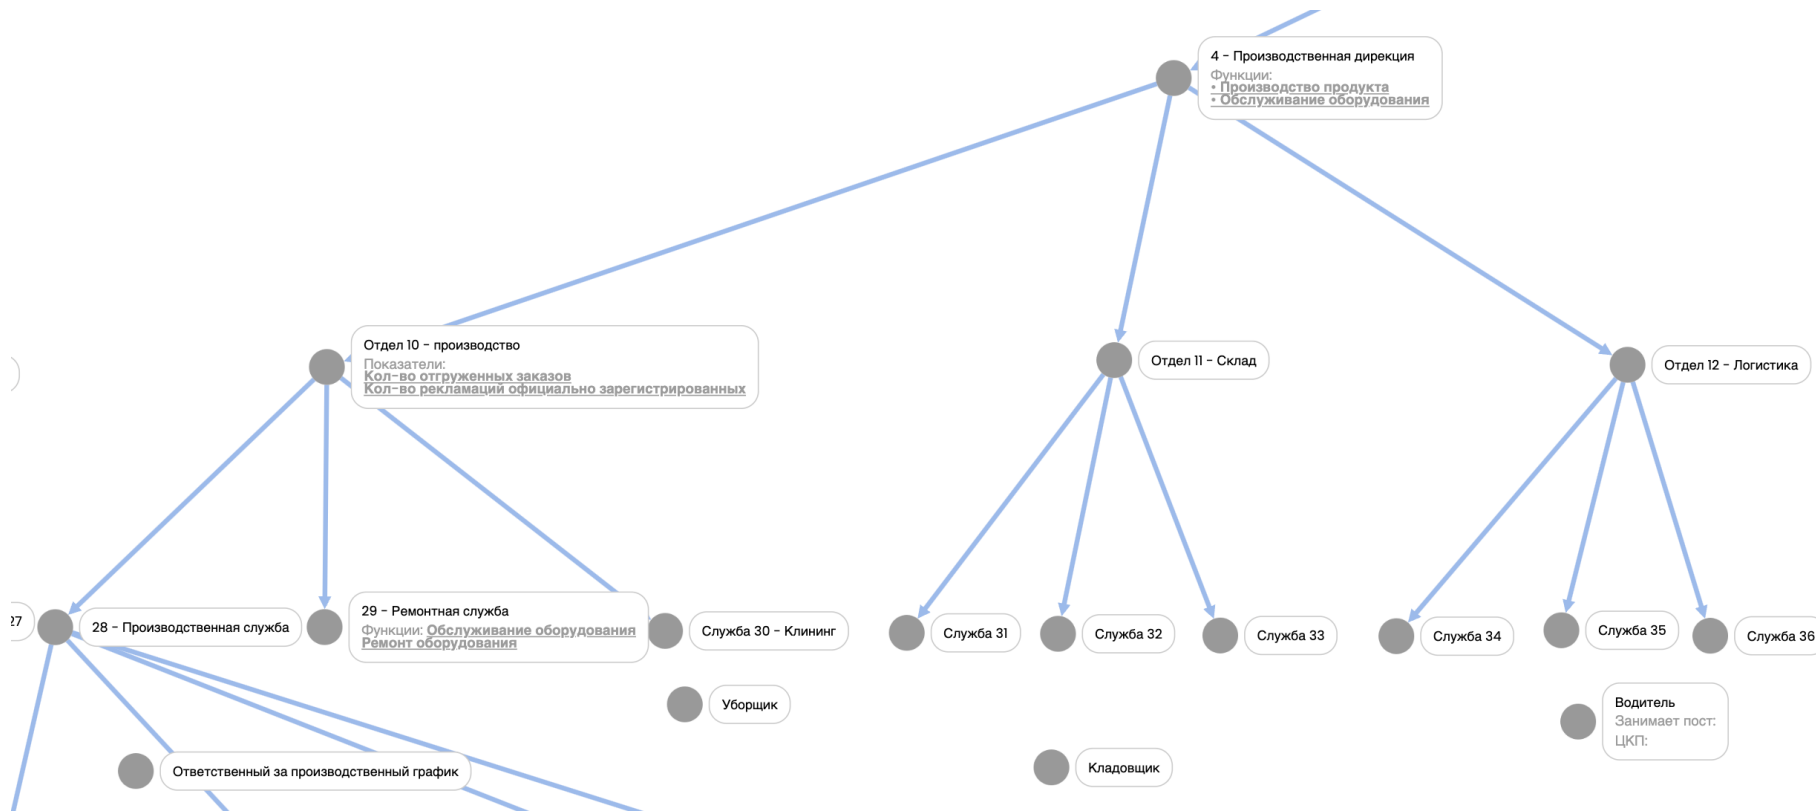 4 - Производственная дирекция
Функции:
• Производство продукта
• Обслуживание оборудования
Отдел 10 - производство
Показатели:
Кол-во отгруженных заказов
Кол-во рекламаций официально зарегистрированных
Отдел 11 - Склад
Отдел 12 - Логистика
27
28 - Производственная служба
29 - Ремонтная служба
Функции: Обслуживание оборудования
Ремонт оборудования
Служба 30 - Клининг
Служба 31
Служба 32
Служба 33
Служба 34
Служба 35
Служба 36
Уборщик
Водитель
Занимает пост:
ЦКП:
Ответственный за производственный график
Кладовщик